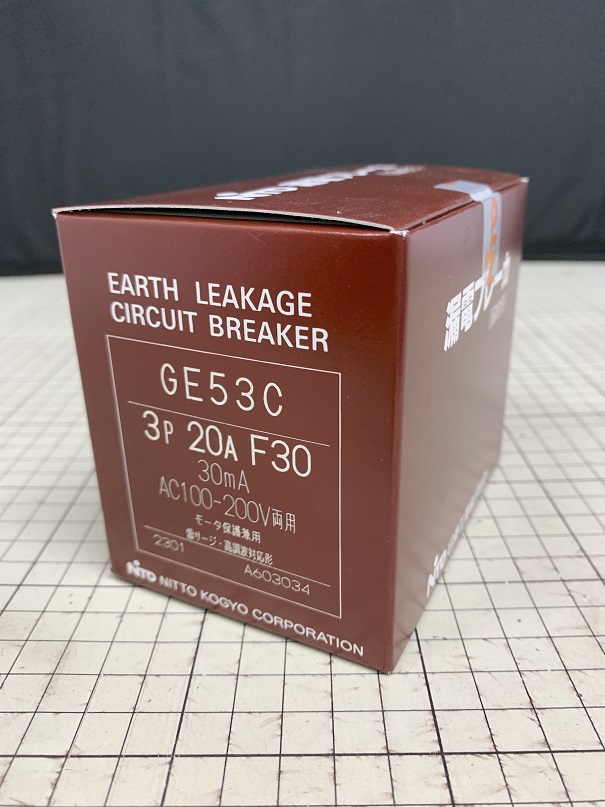 EARTH LEAKAGE
CIRCUIT BREAKER
GE53C
3P 20A F30
30mA
AC100-200V両用
モータ保護兼用
雷サージ・高調波対応形
2301 A603034
NITO NITTO KOGYO CORPORATION
漏電ブレーカ